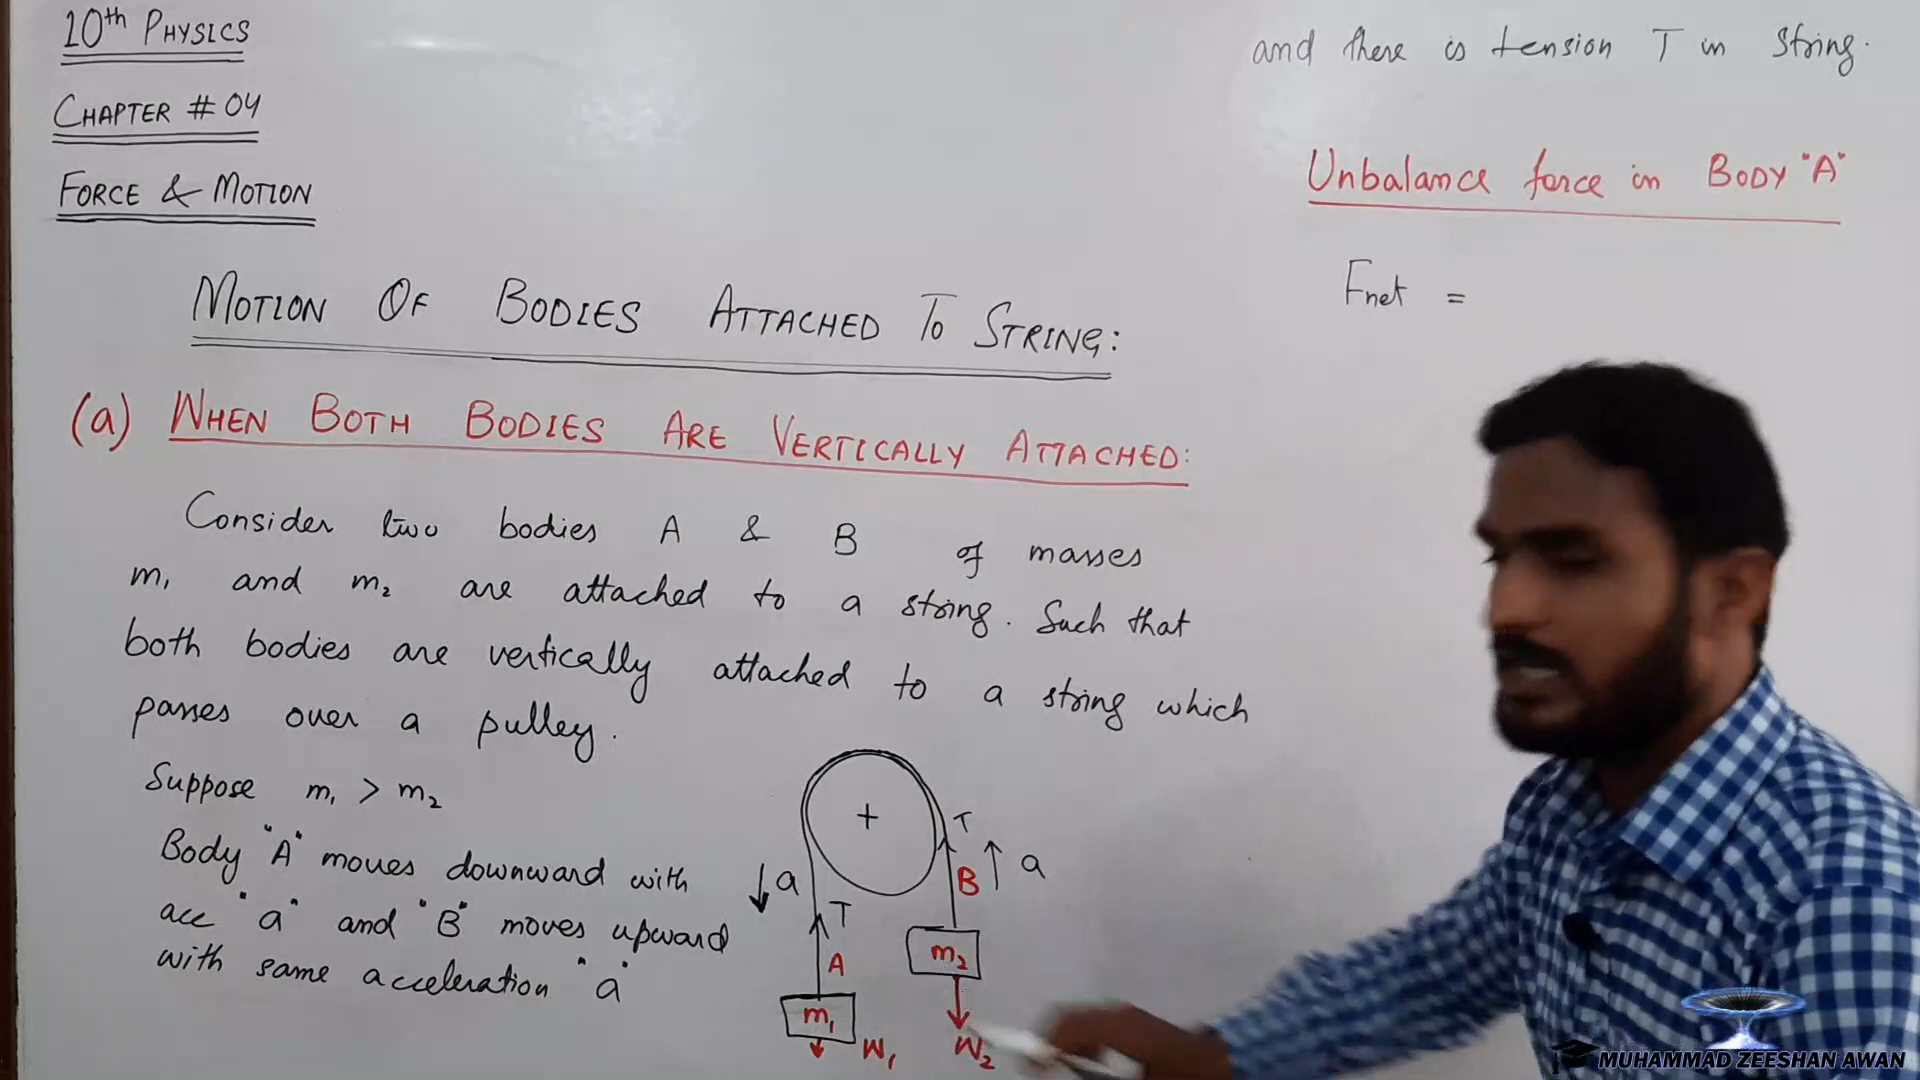 10th PHYSICS
CHAPTER # 04
FORCE & MOTION
MOTION OF BODIES ATTACHED TO STRING:
(a) WHEN BOTH BODIES ARE VERTICALLY ATTACHED:
Consider two bodies A & B of masses
m₁ and m₂ are attached to a string. Such that
both bodies are vertically attached to a string which
passes over a pulley.
Suppose m₁ > m₂
Body "A" moves downward with
acc "a" and "B" moves upward
with same acceleration "a"
+
T
a
B
a
T
A
m₂
m₁
W₁
W₂
and there is tension T in string.
Unbalance force in BODY "A"
Fnet =
MUHAMMAD ZEESHAN AWAN